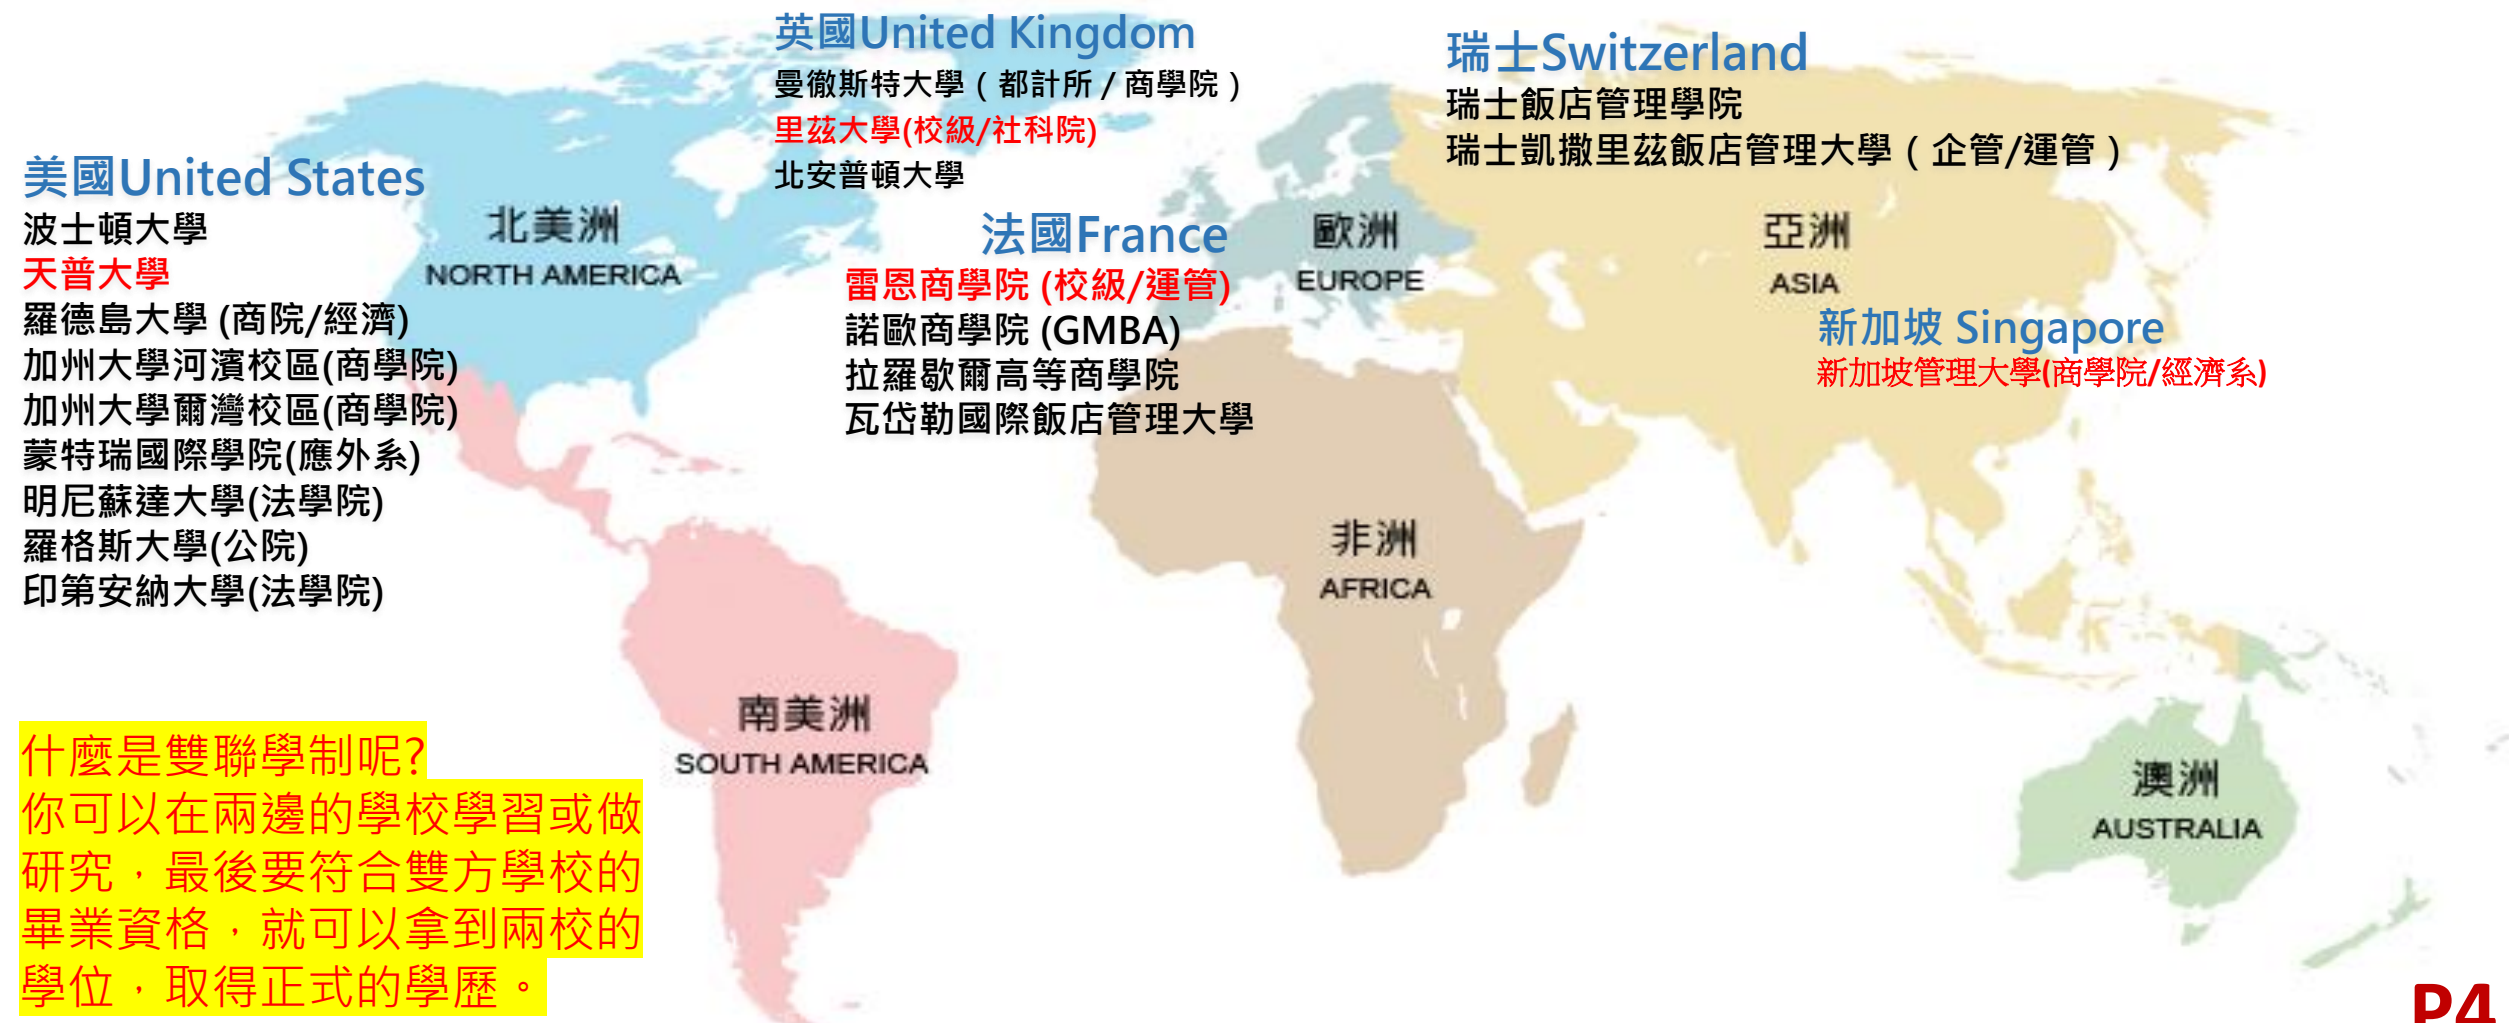 英國United Kingdom
曼徹斯特大學（都計所／商學院）
里茲大學(校級/社科院)
北安普頓大學
瑞士Switzerland
瑞士飯店管理學院
瑞士凱撒里茲飯店管理大學（企管/運管）
美國United States
波士頓大學
天普大學
羅德島大學 (商院/經濟)
加州大學河濱校區(商學院)
加州大學爾灣校區(商學院)
蒙特瑞國際學院(應外系)
明尼蘇達大學(法學院)
羅格斯大學(公院)
印第安納大學(法學院)
北美洲
NORTH AMERICA
法國France
雷恩商學院 (校級/運管)
諾歐商學院 (GMBA)
拉羅歇爾高等商學院
瓦岱勒國際飯店管理大學
歐洲
EUROPE
亞洲
ASIA
新加坡 Singapore
新加坡管理大學(商學院/經濟系)
非洲
AFRICA
南美洲
SOUTH AMERICA
澳洲
AUSTRALIA
什麼是雙聯學制呢?
你可以在兩邊的學校學習或做
研究，最後要符合雙方學校的
畢業資格，就可以拿到兩校的
學位，取得正式的學歷。
P4